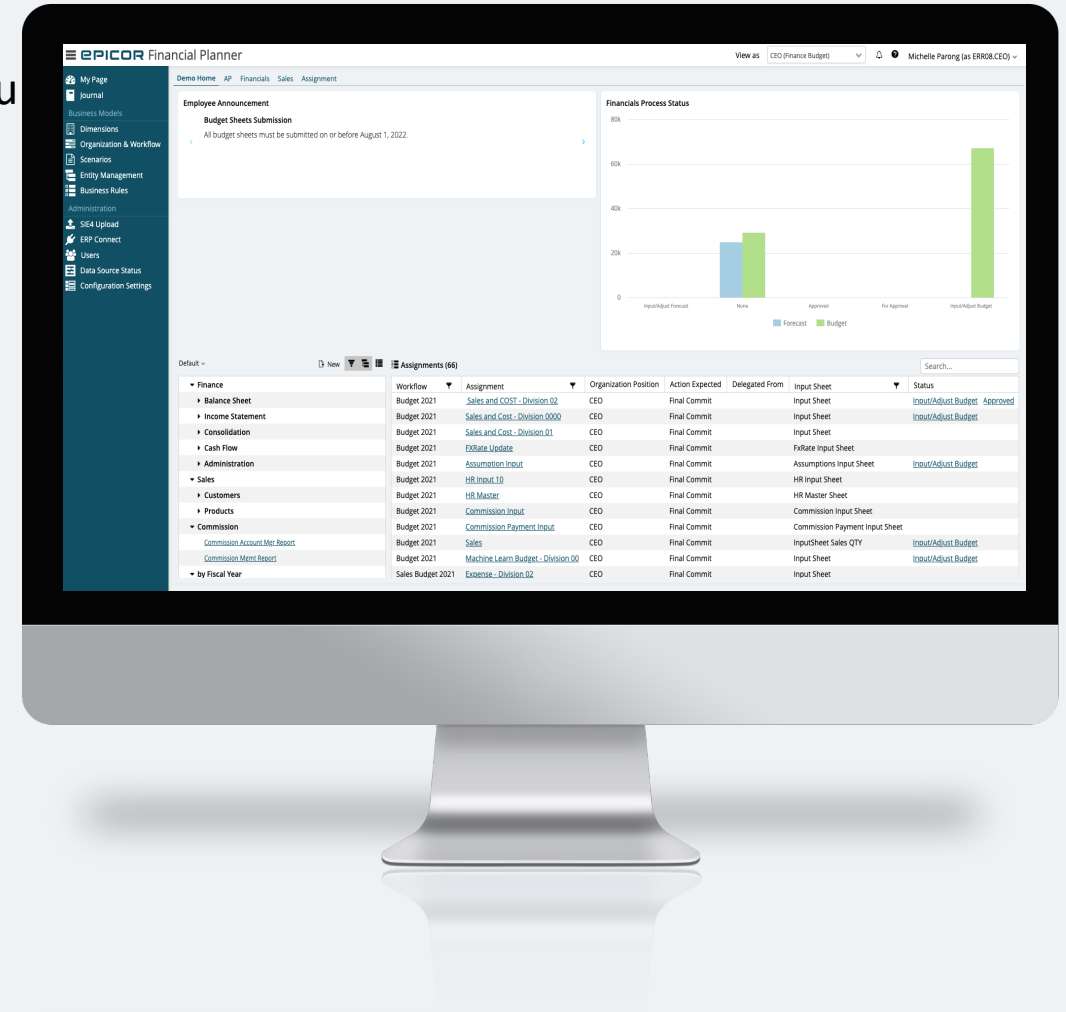 u
EPICOR Financial Planner
View as CEO (Finance Budget) Michelle Parong (as ERR08.CEO)
My Page
Journal
Business Models
Dimensions
Organization & Workflow
Scenarios
Entity Management
Business Rules
Administration
SIE4 Upload
ERP Connect
Users
Data Source Status
Configuration Settings
Demo Home AP Financials Sales Assignment
Employee Announcement
Budget Sheets Submission
All budget sheets must be submitted on or before August 1, 2022.
Financials Process Status
80k
60k
40k
20k
0
Input/Adjust Forecast None Approved For Approval Input/Adjust Budget
Forecast Budget
Default New
Finance
Balance Sheet
Income Statement
Consolidation
Cash Flow
Administration
Sales
Customers
Products
Commission
Commission Account Mgr Report
Commission Mgmt Report
by Fiscal Year
Assignments (66) Search...
Workflow Assignment Organization Position Action Expected Delegated From Input Sheet Status
Budget 2021 Sales and COST - Division 02 CEO Final Commit Input Sheet Input/Adjust Budget Approved
Budget 2021 Sales and Cost - Division 0000 CEO Final Commit Input Sheet Input/Adjust Budget
Budget 2021 Sales and Cost - Division 01 CEO Final Commit Input Sheet
Budget 2021 FXRate Update CEO Final Commit FxRate Input Sheet
Budget 2021 Assumption Input CEO Final Commit Assumptions Input Sheet Input/Adjust Budget
Budget 2021 HR Input 10 CEO Final Commit HR Input Sheet
Budget 2021 HR Master CEO Final Commit HR Master Sheet
Budget 2021 Commission Input CEO Final Commit Commission Input Sheet
Budget 2021 Commission Payment Input CEO Final Commit Commission Payment Input Sheet
Budget 2021 Sales CEO Final Commit InputSheet Sales QTY Input/Adjust Budget
Budget 2021 Machine Learn Budget - Division 00 CEO Final Commit Input Sheet Input/Adjust Budget
Sales Budget 2021 Expense - Division 02 CEO Final Commit Input Sheet